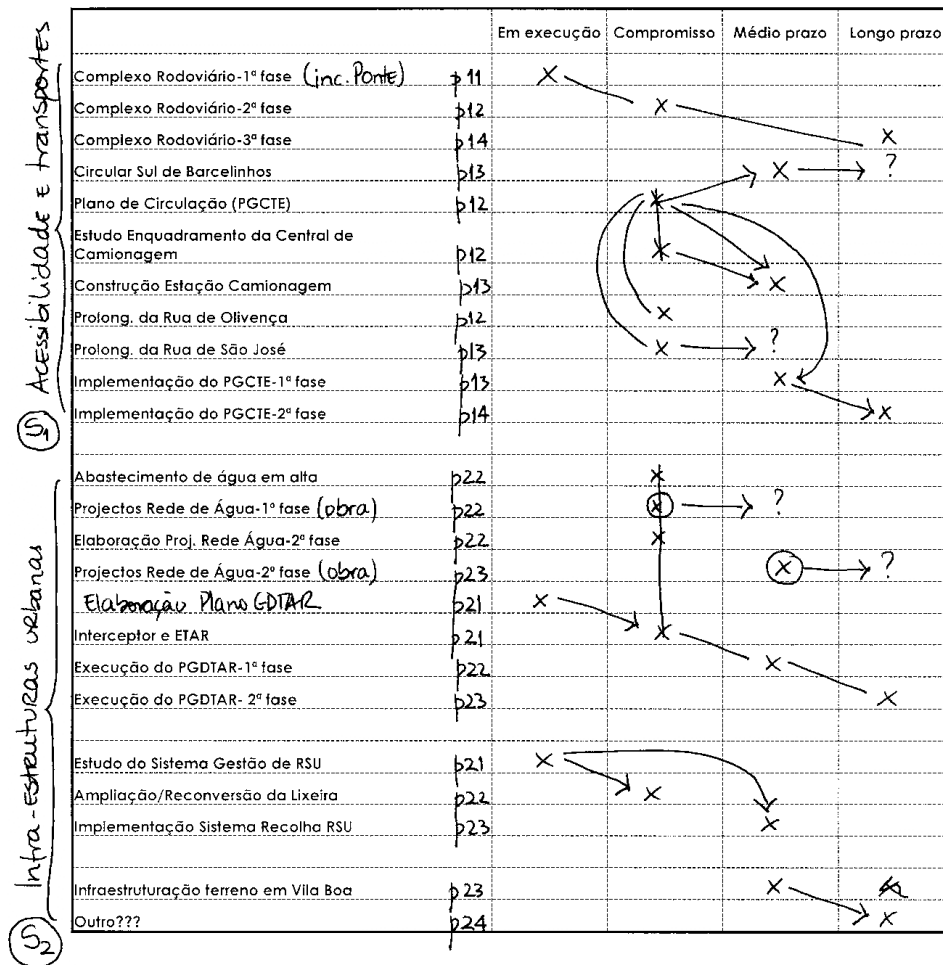 Em execução Compromisso Médio prazo Longo prazo
S1 Acessibilidade e transportes
Complexo Rodoviário-1ª fase (inc. Ponte) p11 X
Complexo Rodoviário-2ª fase p12 X
Complexo Rodoviário-3ª fase p14 X
Circular Sul de Barcelinhos p13 X ?
Plano de Circulação (PGCTE) p12 X
Estudo Enquadramento da Central de
Camionagem p12 X
Construção Estação Camionagem p13 X
Prolong. da Rua de Olivença p12 X
Prolong. da Rua de São José p13 X ?
Implementação do PGCTE-1ª fase p13 X
Implementação do PGCTE-2ª fase p14 X
S2 Infra-estruturas urbanas
Abastecimento de água em alta p22 X
Projectos Rede de Água-1ª fase (obra) p22 X ?
Elaboração Proj. Rede Água-2ª fase p22 X
Projectos Rede de Água-2ª fase (obra) p23 X ?
Elaboração Plano GDTAR p21 X
Interceptor e ETAR p21 X
Execução do PGDTAR-1ª fase p22 X
Execução do PGDTAR- 2ª fase p23 X
Estudo do Sistema Gestão de RSU p21 X
Ampliação/Reconversão da Lixeira p22 X
Implementação Sistema Recolha RSU p23 X
Infraestruturação terreno em Vila Boa p23 X
Outro??? p24 X